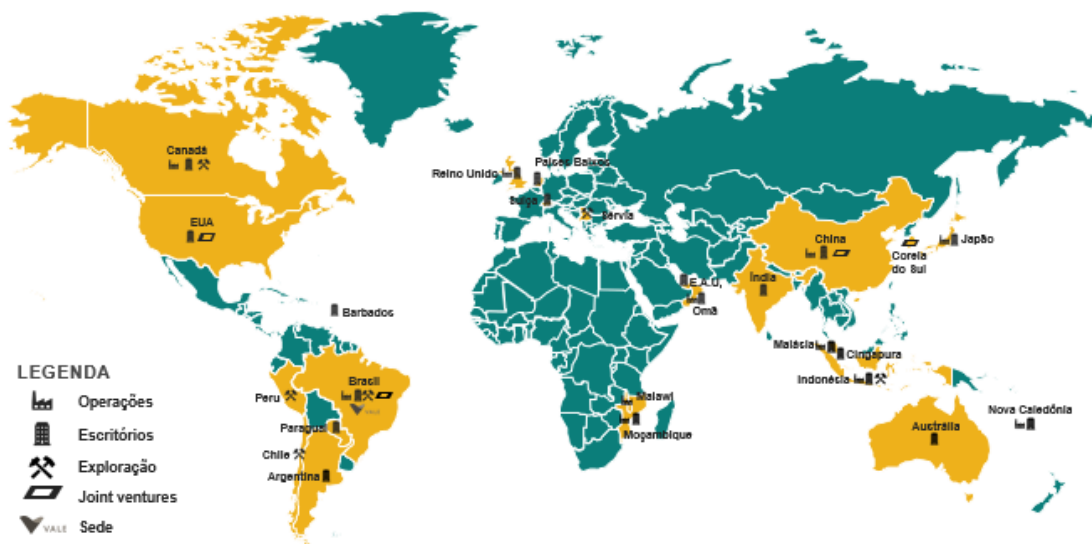 Canadá
EUA
Barbados
Peru
Brasil
VALE
Paraguai
Chile
Argentina
Reino Unido
Países Baixos
Suíça
Sérvia
E.A.U,
Omã
Índia
China
Coreia
do Sul
Japão
Malásia
Cingapura
Indonésia
Malawi
Moçambique
Austrália
Nova Caledônia
LEGENDA
Operações
Escritórios
Exploração
Joint ventures
VALE Sede